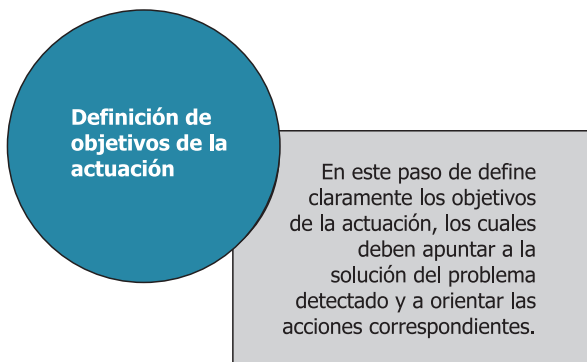 Definición de
objetivos de la
actuación
En este paso de define
claramente los objetivos
de la actuación, los cuales
deben apuntar a la
solución del problema
detectado y a orientar las
acciones correspondientes.